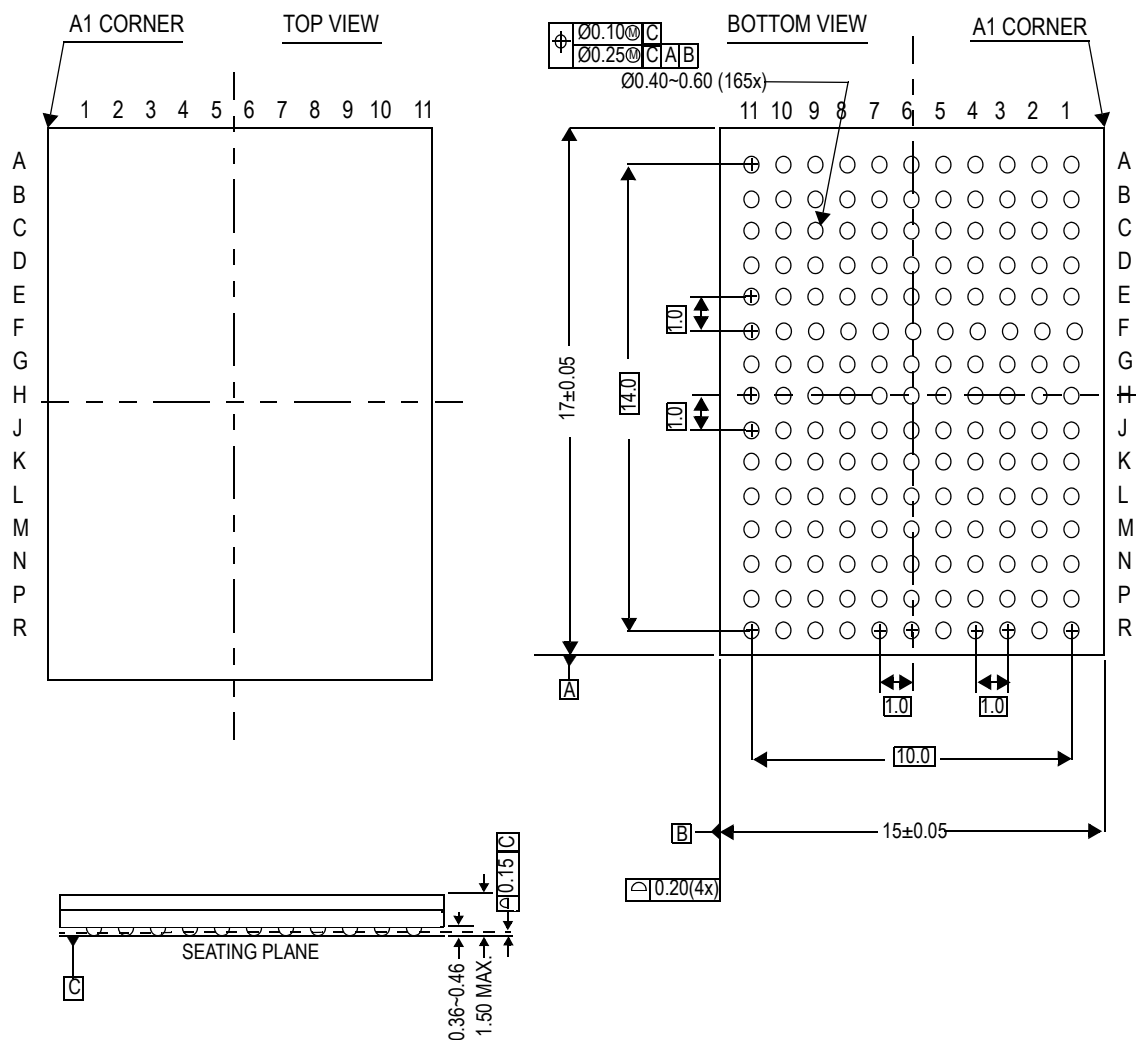 A1 CORNER
TOP VIEW
1 2 3 4 5 6 7 8 9 10 11
A
B
C
D
E
F
G
H
J
K
L
M
N
P
R
Ø0.10Ⓜ C
Ø0.25Ⓜ C A B
BOTTOM VIEW
A1 CORNER
Ø0.40~0.60 (165x)
11 10 9 8 7 6 5 4 3 2 1
A
B
C
D
E
F
G
H
J
K
L
M
N
P
R
1.0
1.0
17±0.05
14.0
A
1.0
1.0
10.0
B
15±0.05
0.20(4x)
0.15 C
SEATING PLANE
C
0.36~0.46
1.50 MAX.